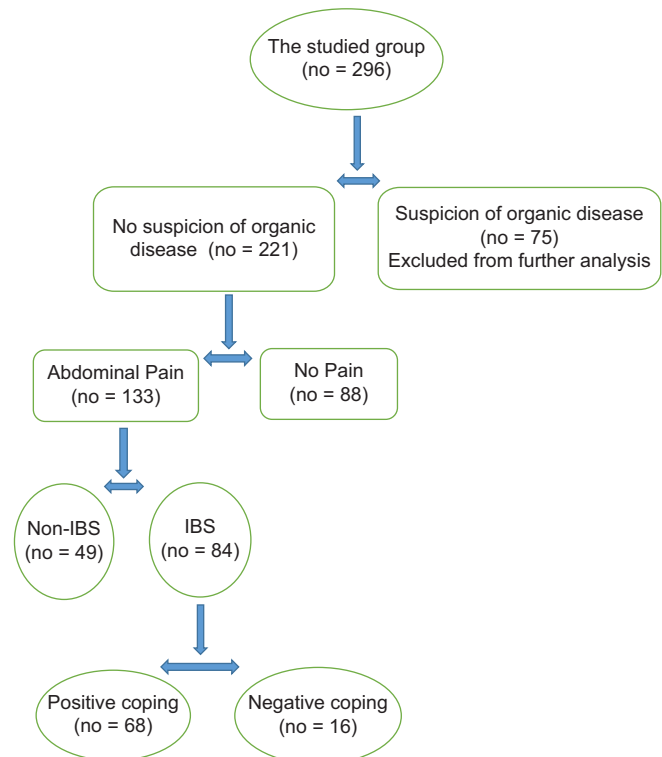 The studied group
(no = 296)
No suspicion of organic
disease (no = 221)
Suspicion of organic disease
(no = 75)
Excluded from further analysis
Abdominal Pain
(no = 133)
No Pain
(no = 88)
Non-IBS
(no = 49)
IBS
(no = 84)
Positive coping
(no = 68)
Negative coping
(no = 16)